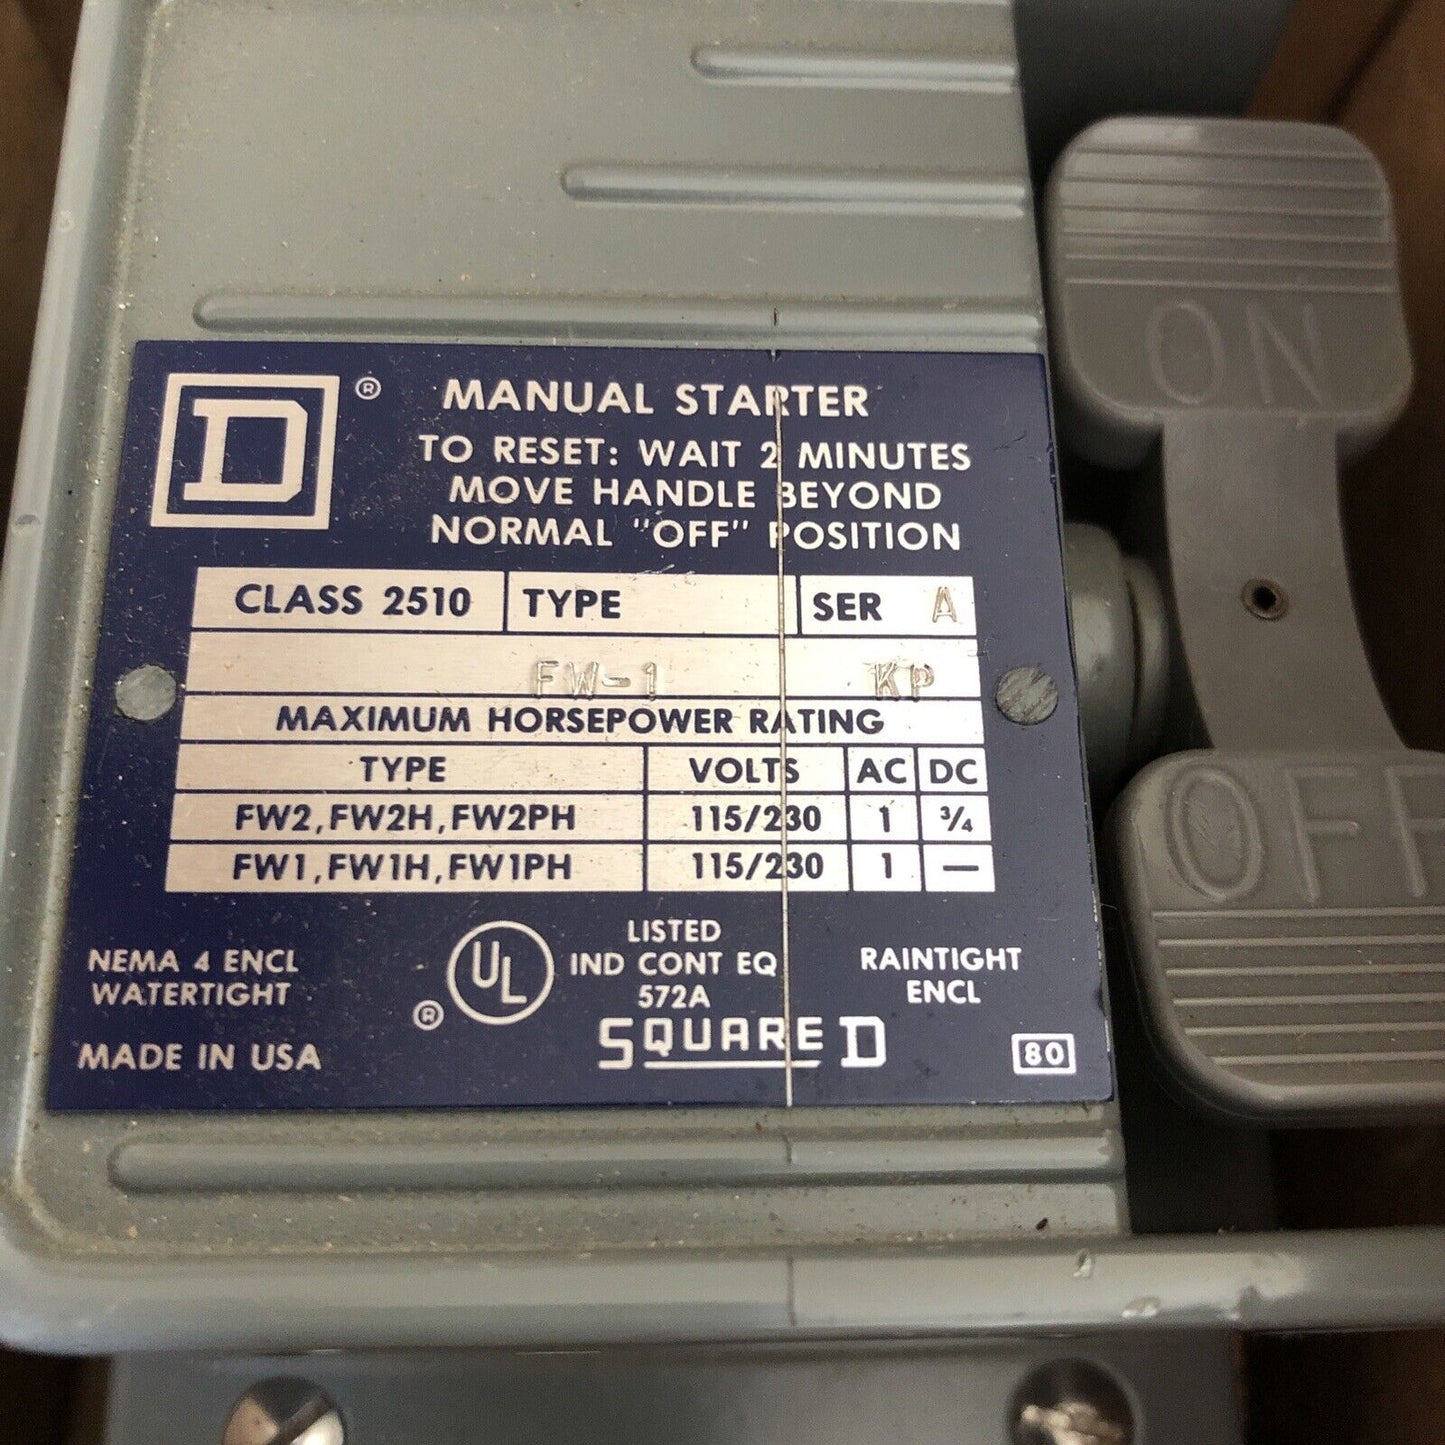 D ® MANUAL STARTER
TO RESET: WAIT 2 MINUTES
MOVE HANDLE BEYOND
NORMAL "OFF" POSITION
CLASS 2510 TYPE SER A
FW-1 KP
MAXIMUM HORSEPOWER RATING
TYPE VOLTS AC DC
FW2, FW2H, FW2PH 115/230 1 ¾
FW1, FW1H, FW1PH 115/230 1 —
NEMA 4 ENCL
WATERTIGHT
® UL
LISTED
IND CONT EQ
572A
RAINTIGHT
ENCL
MADE IN USA
SQUARE D
80
ON
OFF